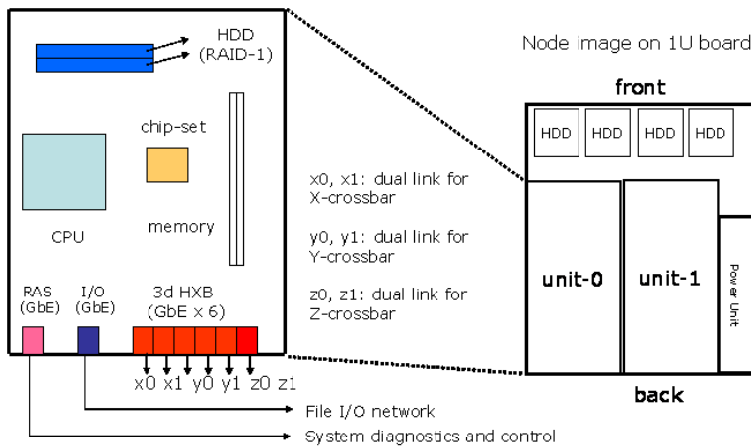 HDD
(RAID-1)
chip-set
CPU
memory
RAS
(GbE)
I/O
(GbE)
3d HXB
(GbE x 6)
x0 x1 y0 y1 z0 z1
File I/O network
System diagnostics and control
x0, x1: dual link for
X-crossbar
y0, y1: dual link for
Y-crossbar
z0, z1: dual link for
Z-crossbar
Node image on 1U board
front
HDD HDD HDD HDD
unit-0
unit-1
Power Unit
back